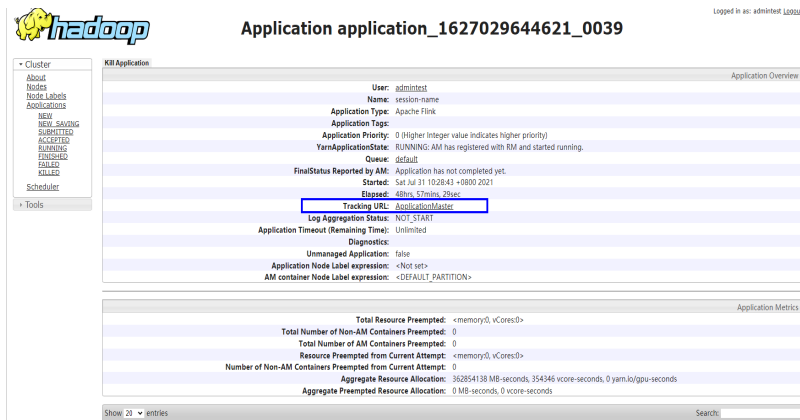 Logged in as: admintest Logou
hadoop
Application application_1627029644621_0039
Cluster
About
Nodes
Node Labels
Applications
NEW
NEW_SAVING
SUBMITTED
ACCEPTED
RUNNING
FINISHED
FAILED
KILLED
Scheduler
Tools
Kill Application
Application Overview
User: admintest
Name: session-name
Application Type: Apache Flink
Application Tags:
Application Priority: 0 (Higher Integer value indicates higher priority)
YarnApplicationState: RUNNING: AM has registered with RM and started running.
Queue: default
FinalStatus Reported by AM: Application has not completed yet.
Started: Sat Jul 31 10:28:43 +0800 2021
Elapsed: 48hrs, 57mins, 29sec
Tracking URL: ApplicationMaster
Log Aggregation Status: NOT_START
Application Timeout (Remaining Time): Unlimited
Diagnostics:
Unmanaged Application: false
Application Node Label expression: <Not set>
AM container Node Label expression: <DEFAULT_PARTITION>
Application Metrics
Total Resource Preempted: <memory:0, vCores:0>
Total Number of Non-AM Containers Preempted: 0
Total Number of AM Containers Preempted: 0
Resource Preempted from Current Attempt: <memory:0, vCores:0>
Number of Non-AM Containers Preempted from Current Attempt: 0
Aggregate Resource Allocation: 362854138 MB-seconds, 354346 vcore-seconds, 0 yarn.io/gpu-seconds
Aggregate Preempted Resource Allocation: 0 MB-seconds, 0 vcore-seconds
Show 20 entries
Search: